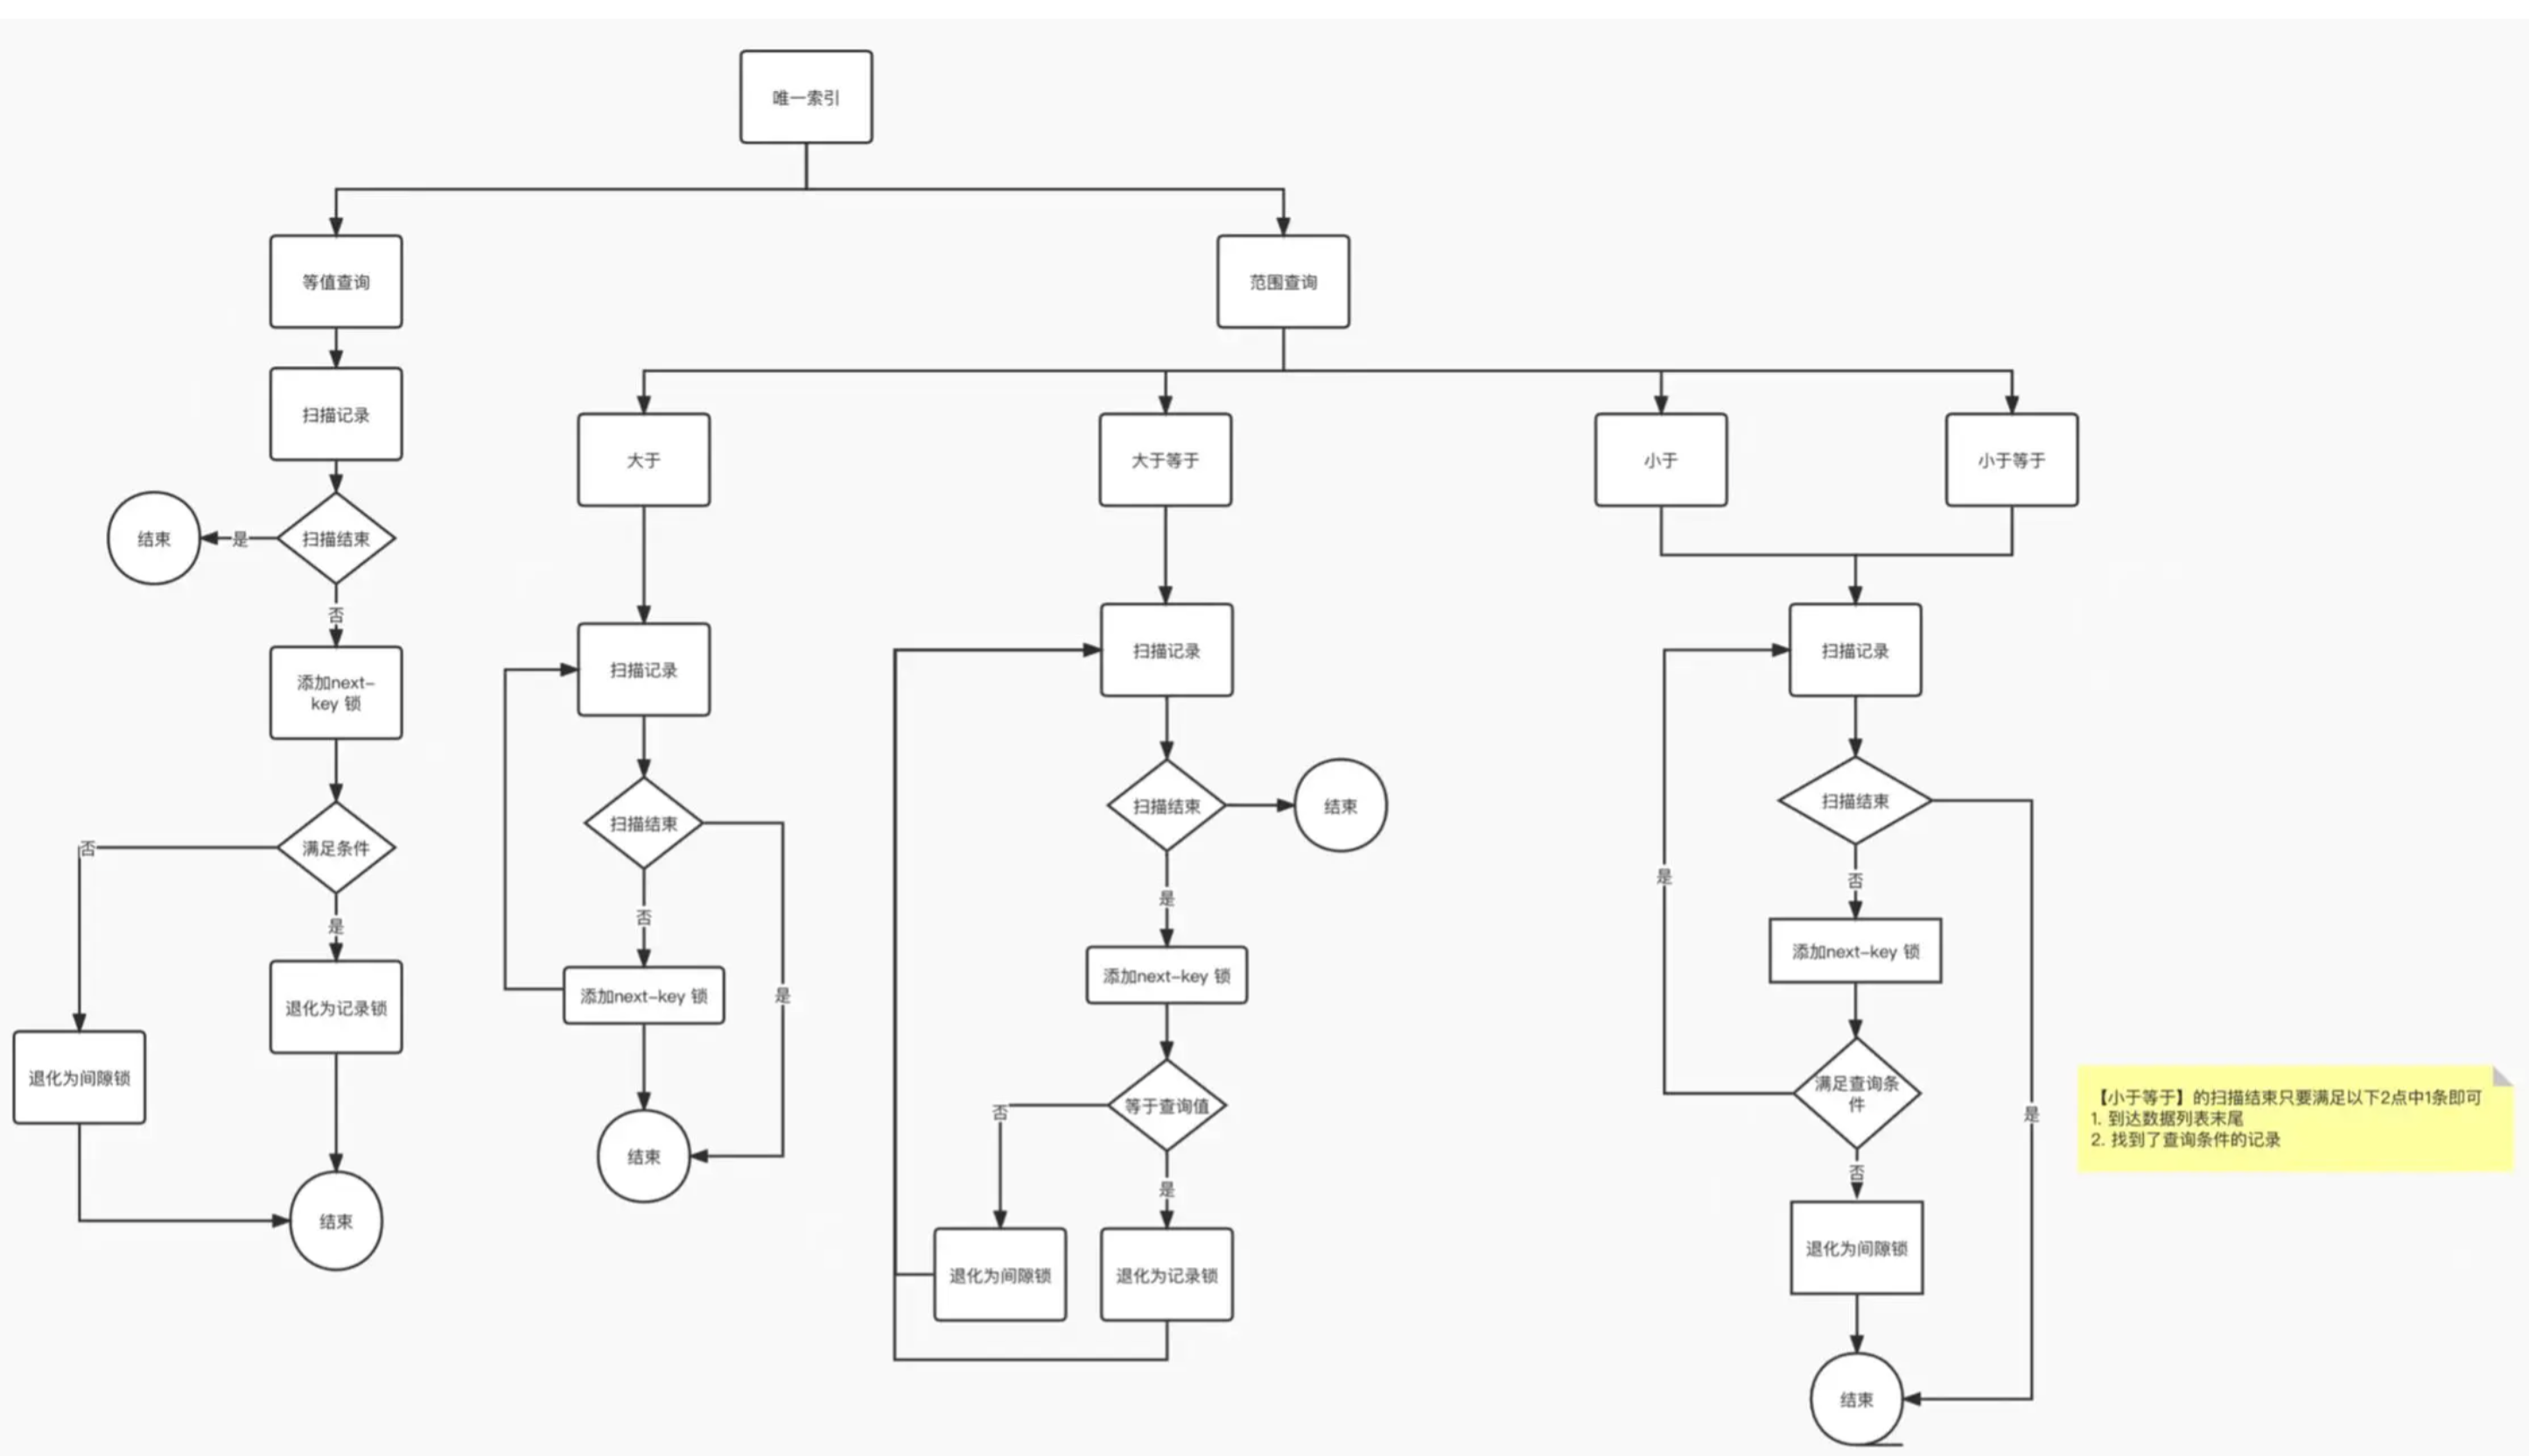 唯一索引
等值查询
范围查询
扫描记录
大于
大于等于
小于
小于等于
结束
是
扫描结束
否
添加next-
key 锁
扫描记录
扫描记录
扫描记录
满足条件
否
是
扫描结束
是
否
扫描结束
结束
是
扫描结束
否
是
是
添加next-key 锁
添加next-key 锁
添加next-key 锁
退化为记录锁
退化为间隙锁
结束
结束
等于查询值
否
是
退化为间隙锁
退化为记录锁
满足查询条
件
否
退化为间隙锁
结束
【小于等于】的扫描结束只要满足以下2点中1条即可
1. 到达数据列表末尾
2. 找到了查询条件的记录